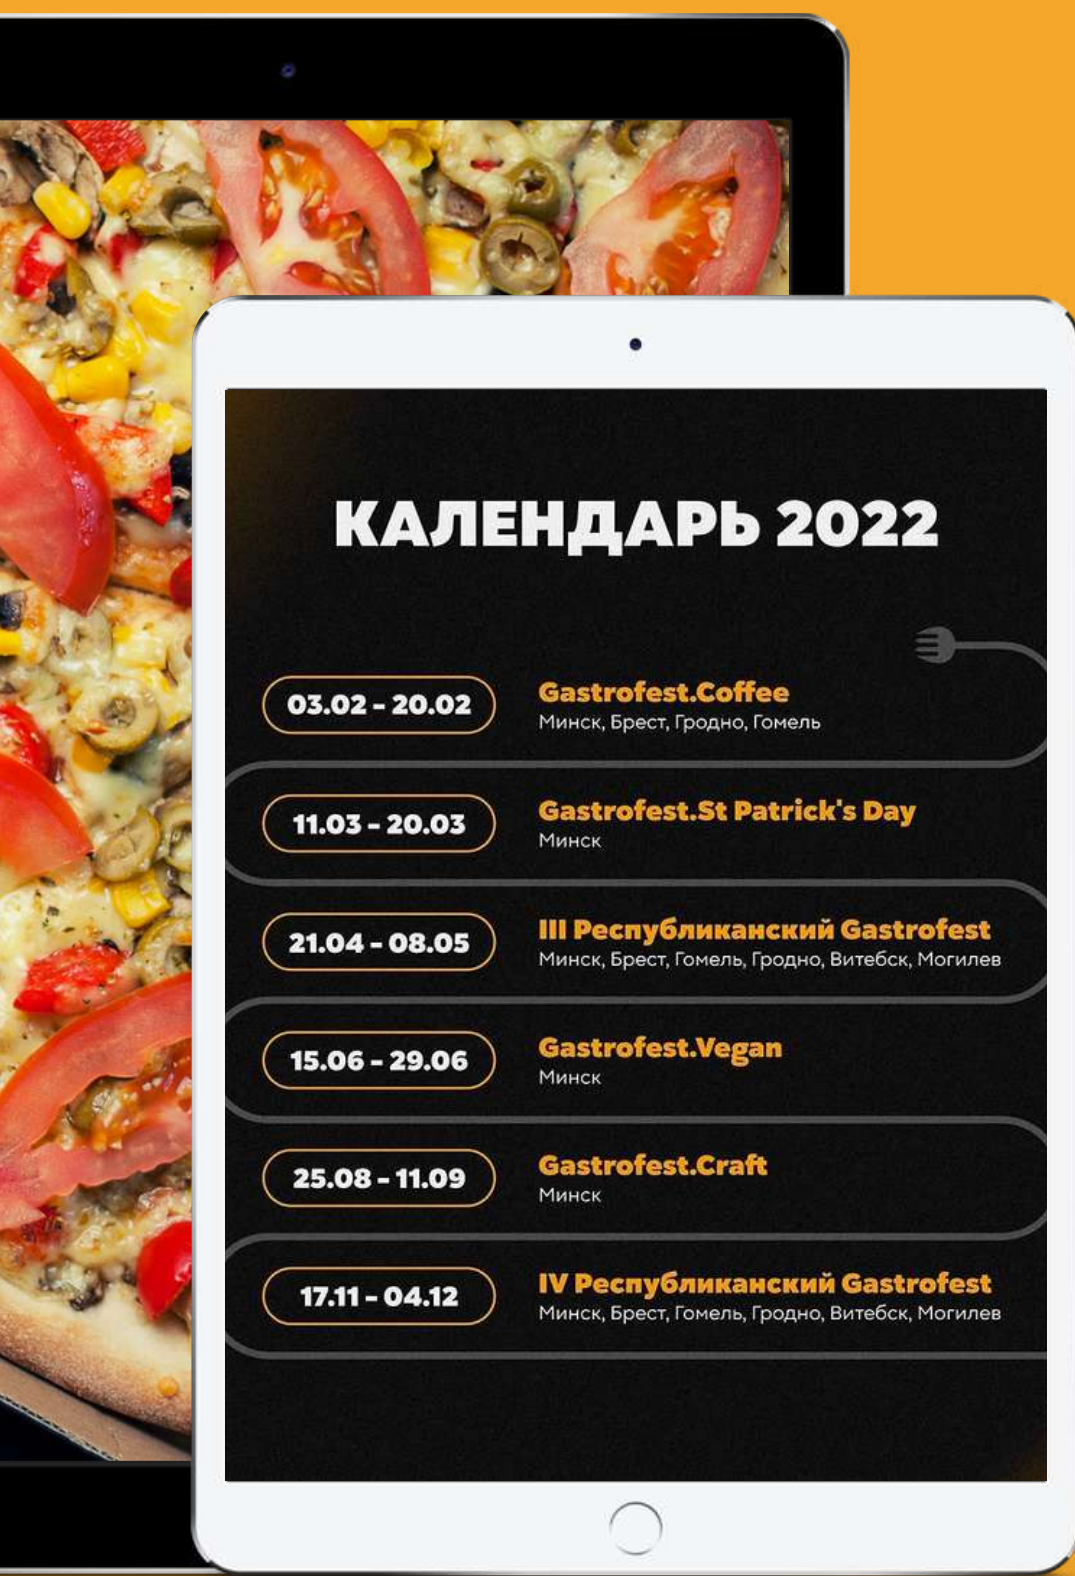 КАЛЕНДАРЬ 2022
03.02 – 20.02
Gastrofest.Coffee
Минск, Брест, Гродно, Гомель
11.03 – 20.03
Gastrofest.St Patrick's Day
Минск
21.04 – 08.05
III Республиканский Gastrofest
Минск, Брест, Гомель, Гродно, Витебск, Могилев
15.06 – 29.06
Gastrofest.Vegan
Минск
25.08 – 11.09
Gastrofest.Craft
Минск
17.11 – 04.12
IV Республиканский Gastrofest
Минск, Брест, Гомель, Гродно, Витебск, Могилев